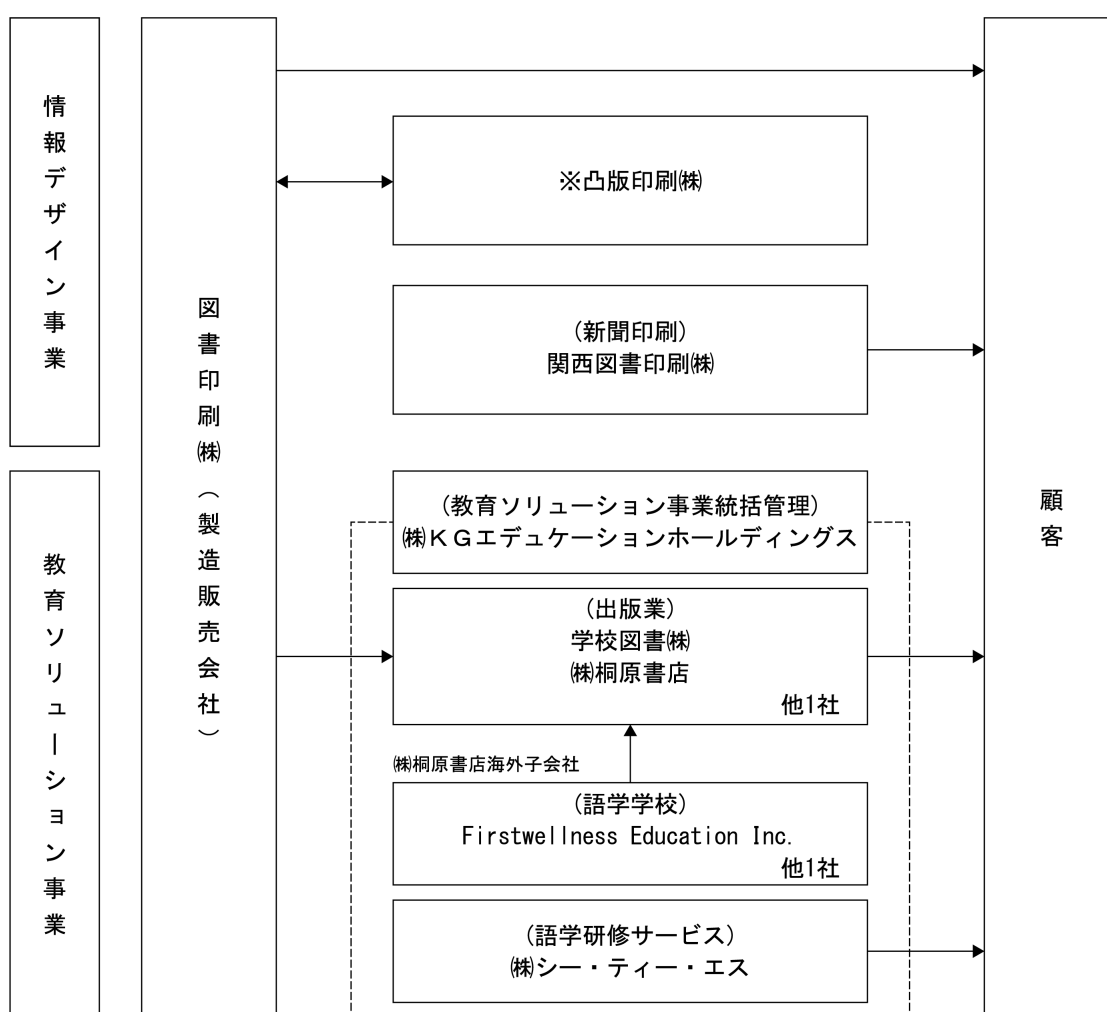 情報デザイン事業
教育ソリューション事業
図書印刷㈱（製造販売会社）
※凸版印刷㈱
（新聞印刷）
関西図書印刷㈱
（教育ソリューション事業統括管理）
㈱ＫＧエデュケーションホールディングス
（出版業）
学校図書㈱
㈱桐原書店
他1社
㈱桐原書店海外子会社
（語学学校）
Firstwellness Education Inc.
他1社
（語学研修サービス）
㈱シー・ティー・エス
顧客